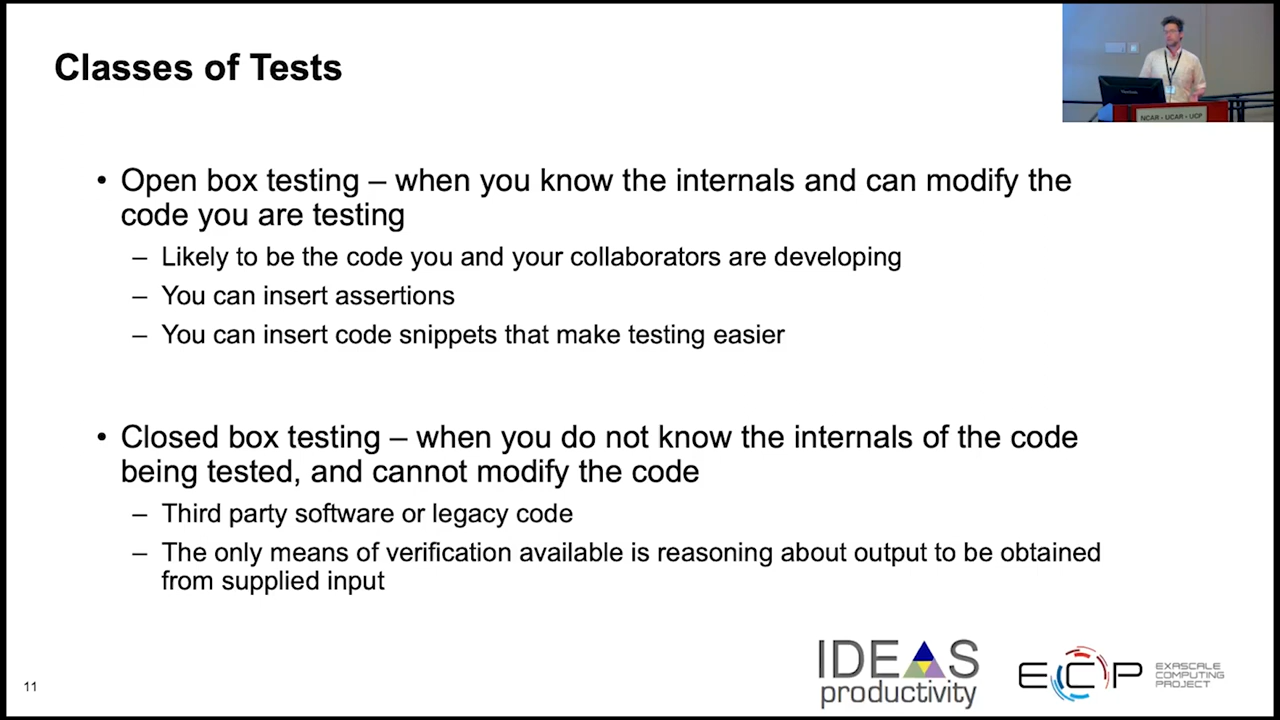 Classes of Tests
NCAR • UCAR • UCP
• Open box testing – when you know the internals and can modify the
code you are testing
– Likely to be the code you and your collaborators are developing
– You can insert assertions
– You can insert code snippets that make testing easier
• Closed box testing – when you do not know the internals of the code
being tested, and cannot modify the code
– Third party software or legacy code
– The only means of verification available is reasoning about output to be obtained
from supplied input
11
IDEAS
productivity
ECP
EXASCALE
COMPUTING
PROJECT